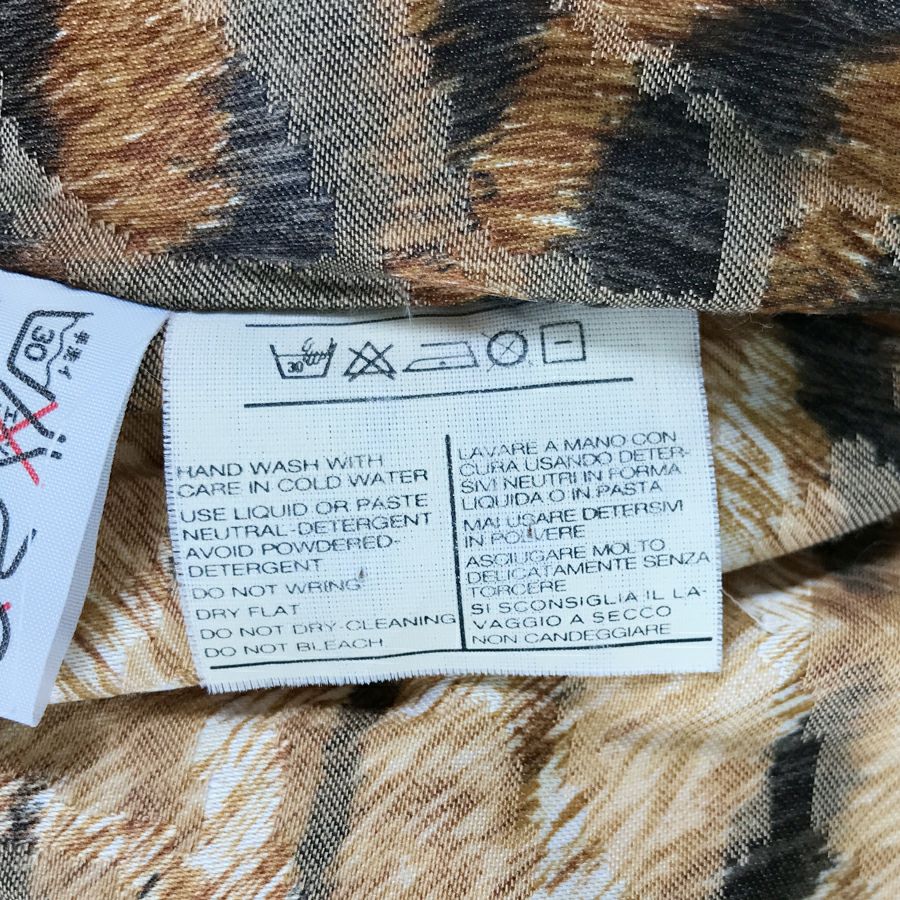 30
HAND WASH WITH
CARE IN COLD WATER
USE LIQUID OR PASTE
NEUTRAL-DETERGENT
AVOID POWDERED-
DETERGENT
DO NOT WRING
DRY FLAT
DO NOT DRY-CLEANING
DO NOT BLEACH
LAVARE A MANO CON
CURA USANDO DETER-
SIVI NEUTRI IN FORMA
LIQUIDA O IN PASTA
MAI USARE DETERSIVI
IN POLVERE
ASCIUGARE MOLTO
DELICATAMENTE SENZA
TORCERE
SI SCONSIGLIA IL LA-
VAGGIO A SECCO
NON CANDEGGIARE
30